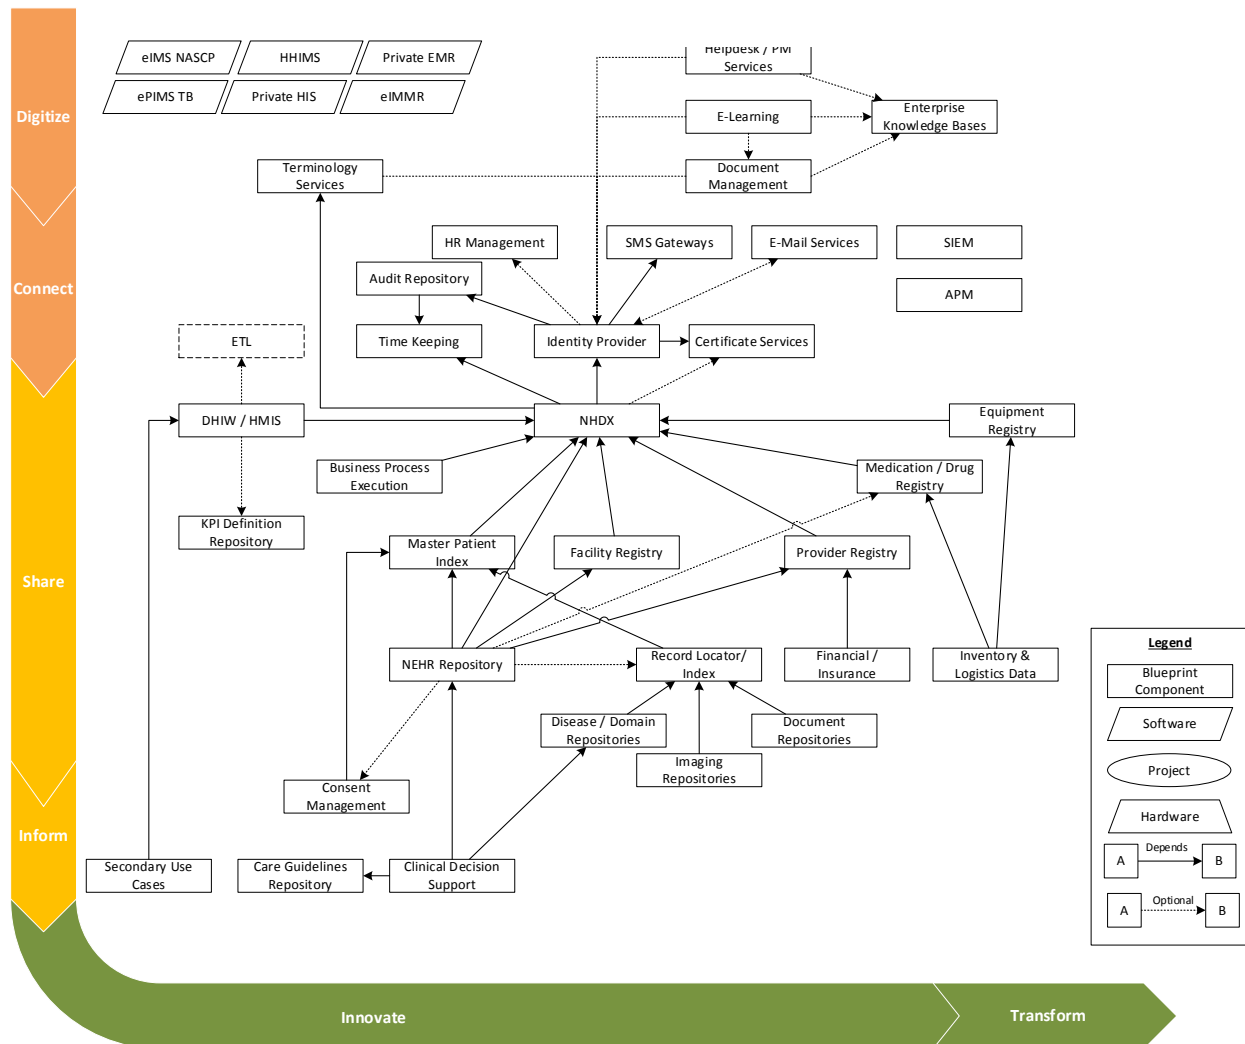 Digitize
Connect
Share
Inform
Innovate
Transform
eIMS NASCP
HHIMS
Private EMR
ePIMS TB
Private HIS
eIMMR
Helpdesk / PM
Services
E-Learning
Enterprise
Knowledge Bases
Terminology
Services
Document
Management
HR Management
SMS Gateways
E-Mail Services
SIEM
Audit Repository
APM
ETL
Time Keeping
Identity Provider
Certificate Services
DHIW / HMIS
NHDX
Equipment
Registry
Business Process
Execution
Medication / Drug
Registry
KPI Definition
Repository
Master Patient
Index
Facility Registry
Provider Registry
NEHR Repository
Record Locator/
Index
Financial /
Insurance
Inventory &
Logistics Data
Disease / Domain
Repositories
Document
Repositories
Imaging
Repositories
Consent
Management
Secondary Use
Cases
Care Guidelines
Repository
Clinical Decision
Support
Legend
Blueprint
Component
Software
Project
Hardware
A
Depends
B
A
Optional
B